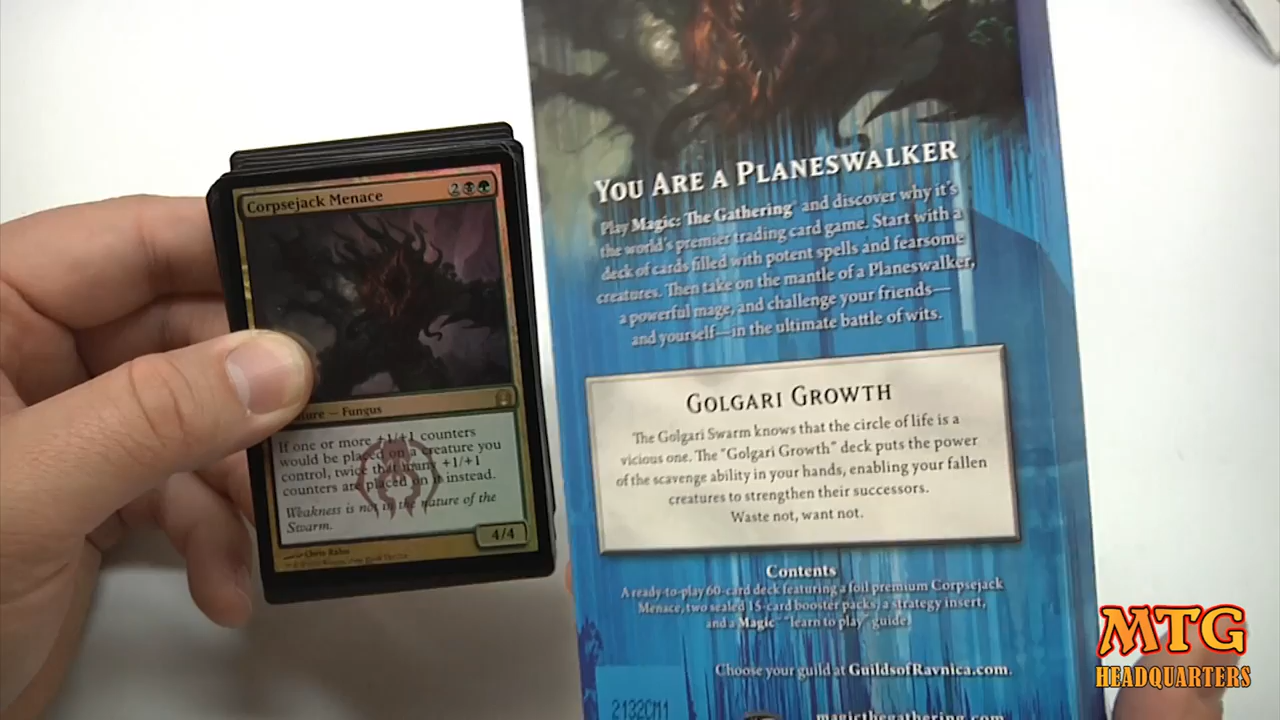 Corpsejack Menace
2
ture — Fungus
If one or more +1/+1 counters
would be placed on a creature you
control, twice that many +1/+1
counters are placed on it instead.
Weakness is not in the nature of the
Swarm.
4/4
Chris Rahn
YOU ARE A PLANESWALKER
Play Magic: The Gathering® and discover why it's
the world's premier trading card game. Start with a
deck of cards filled with potent spells and fearsome
creatures. Then take on the mantle of a Planeswalker,
a powerful mage, and challenge your friends—
and yourself—in the ultimate battle of wits.
GOLGARI GROWTH
The Golgari Swarm knows that the circle of life is a
vicious one. The "Golgari Growth" deck puts the power
of the scavenge ability in your hands, enabling your fallen
creatures to strengthen their successors.
Waste not, want not.
Contents
A ready-to-play 60-card deck featuring a foil premium Corpsejack
Menace, two sealed 15-card booster packs, a strategy insert,
and a Magic™ "learn to play" guide.
Choose your guild at GuildsofRavnica.com.
2132CM1
magicthegathering.com
MTG
HEADQUARTERS